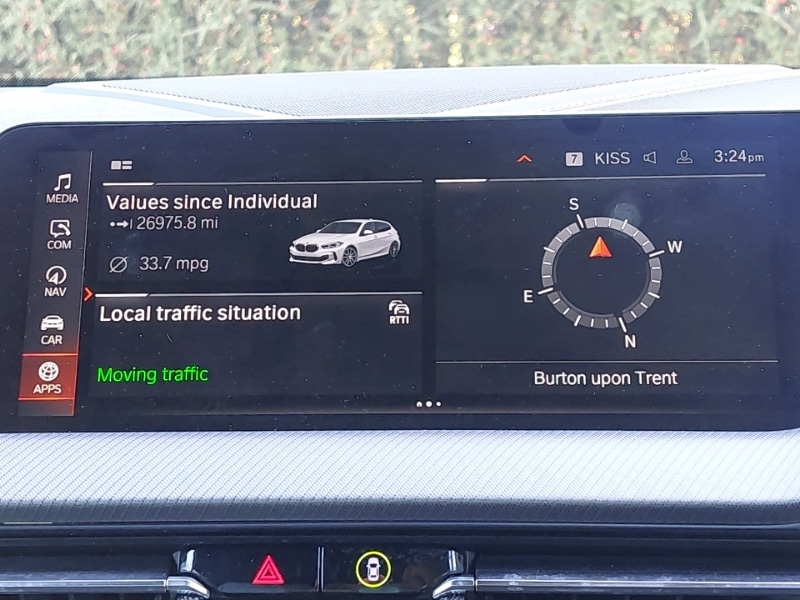 7 KISS 3:24pm
MEDIA
COM
NAV
CAR
APPS
Values since Individual
26975.8 mi
33.7 mpg
Local traffic situation
RTTI
Moving traffic
S
W
E
N
Burton upon Trent